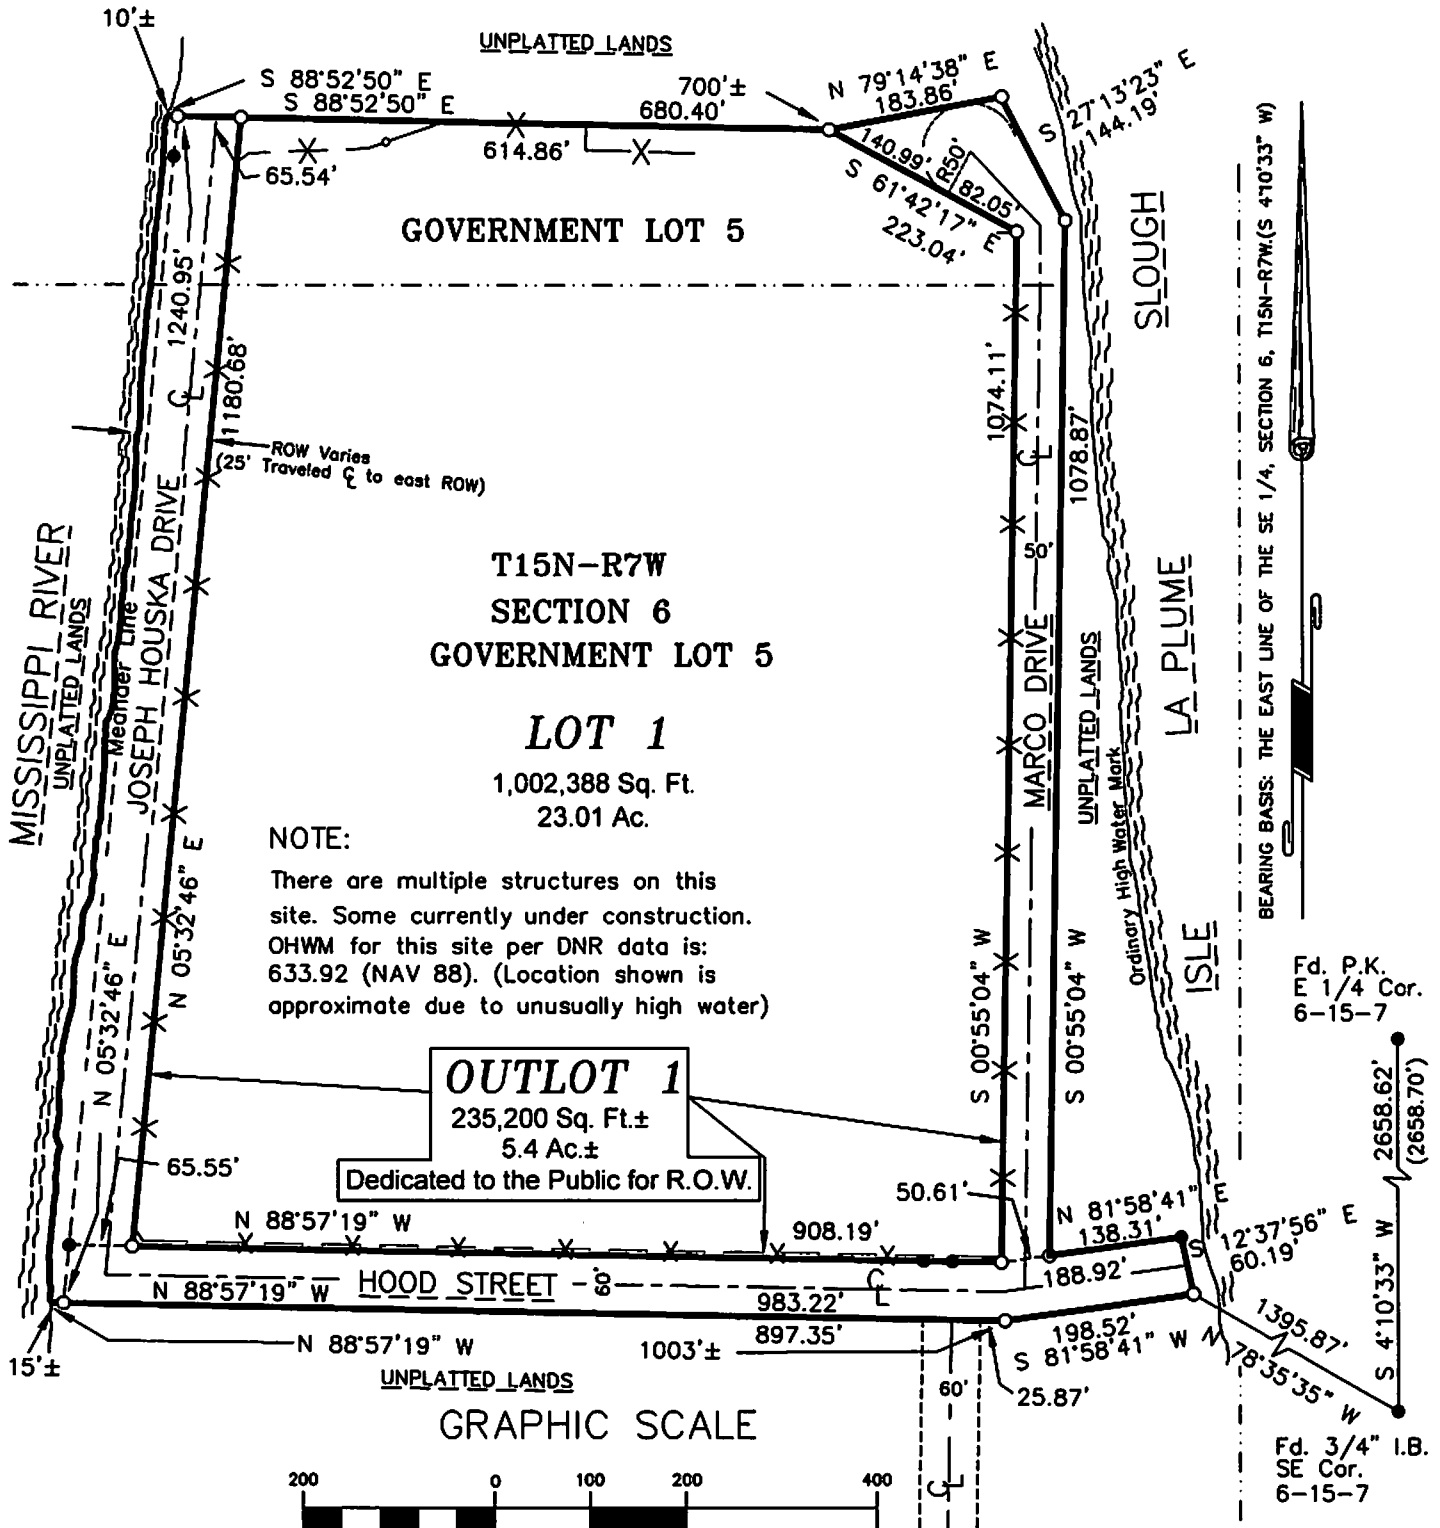 10'±
UNPLATTED LANDS
S 88°52'50" E
S 88°52'50" E
680.40'
700'±
N 79°14'38" E
183.86'
S 27°13'23" E
144.19'
65.54'
614.86'
140.99'
R50'
82.05'
S 61°42'17" E
223.04'
GOVERNMENT LOT 5
SLOUGH
1240.95'
1180.68'
C L
ROW Varies
(25' Traveled C L to east ROW)
1074.11'
1078.87'
C L
50'
BEARING BASIS: THE EAST LINE OF THE SE 1/4, SECTION 6, T15N-R7W.(S 4°10'33" W)
MISSISSIPPI RIVER
UNPLATTED LANDS
Meander Line
JOSEPH HOUSKA DRIVE
T15N-R7W
SECTION 6
GOVERNMENT LOT 5
LOT 1
1,002,388 Sq. Ft.
23.01 Ac.
MARCO DRIVE
UNPLATTED LANDS
Ordinary High Water Mark
LA PLUME
ISLE
NOTE:
There are multiple structures on this
site. Some currently under construction.
OHWM for this site per DNR data is:
633.92 (NAV 88). (Location shown is
approximate due to unusually high water)
N 05°32'46" E
N 05°32'46" E
S 00°55'04" W
S 00°55'04" W
Fd. P.K.
E 1/4 Cor.
6-15-7
2658.62'
(2658.70')
S 4°10'33" W
OUTLOT 1
235,200 Sq. Ft.±
5.4 Ac.±
Dedicated to the Public for R.O.W.
65.55'
N 88°57'19" W
908.19'
50.61'
N 81°58'41" E
138.31'
S 12°37'56" E
60.19'
HOOD STREET
60'
C L
188.92'
N 88°57'19" W
983.22'
897.35'
N 88°57'19" W
1003'±
198.52'
S 81°58'41" W
1395.87'
N 78°35'35" W
15'±
UNPLATTED LANDS
60'
25.87'
C L
Fd. 3/4" I.B.
SE Cor.
6-15-7
GRAPHIC SCALE
200 0 100 200 400